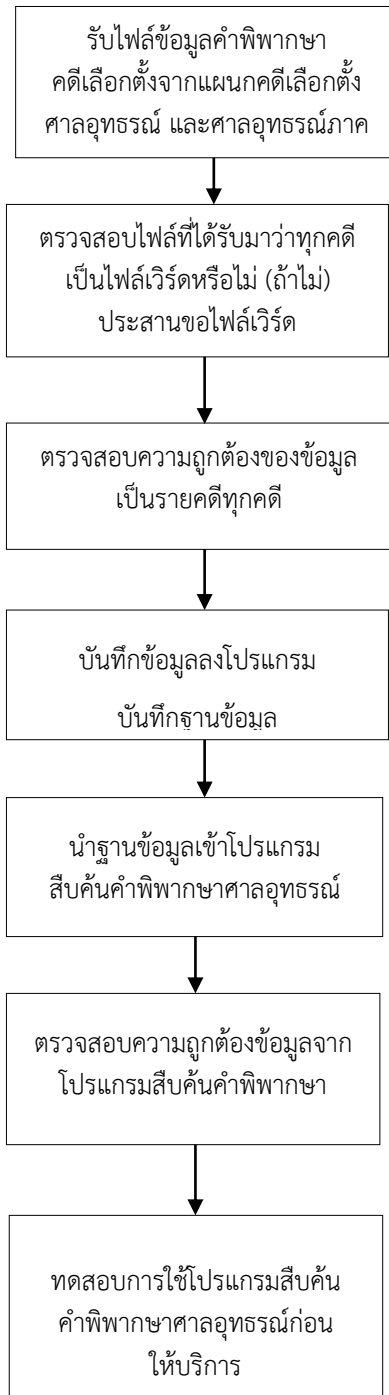 รับไฟล์ข้อมูลคำพิพากษา
คดีเลือกตั้งจากแผนกคดีเลือกตั้ง
ศาลอุทธรณ์ และศาลอุทธรณ์ภาค
ตรวจสอบไฟล์ที่ได้รับมาว่าทุกคดี
เป็นไฟล์เวิร์ดหรือไม่ (ถ้าไม่)
ประสานขอไฟล์เวิร์ด
ตรวจสอบความถูกต้องของข้อมูล
เป็นรายคดีทุกคดี
บันทึกข้อมูลลงโปรแกรม
บันทึกฐานข้อมูล
นำฐานข้อมูลเข้าโปรแกรม
สืบค้นคำพิพากษาศาลอุทธรณ์
ตรวจสอบความถูกต้องข้อมูลจาก
โปรแกรมสืบค้นคำพิพากษา
ทดสอบการใช้โปรแกรมสืบค้น
คำพิพากษาศาลอุทธรณ์ก่อน
ให้บริการ